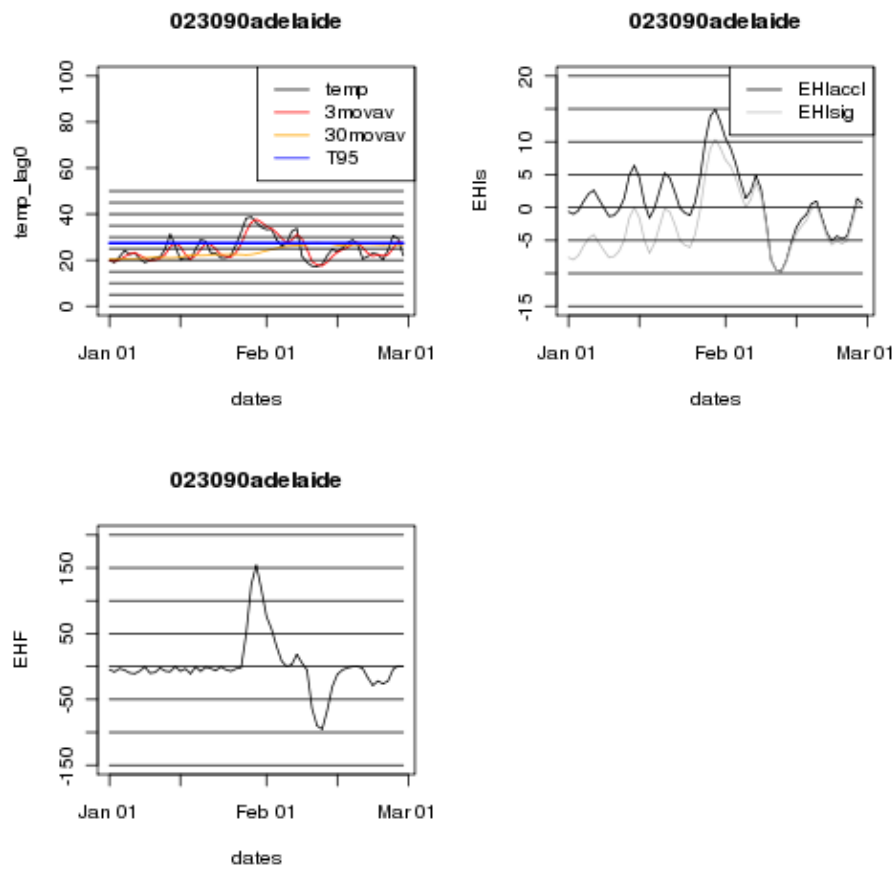 023090adelaide
temp_lag0
100
80
60
40
20
0
temp
3movav
30movav
T95
Jan 01
Feb 01
Mar 01
dates
023090adelaide
EHIs
20
10
5
0
-5
-15
EHIaccl
EHIsig
Jan 01
Feb 01
Mar 01
dates
023090adelaide
EHF
150
50
-50
-150
Jan 01
Feb 01
Mar 01
dates